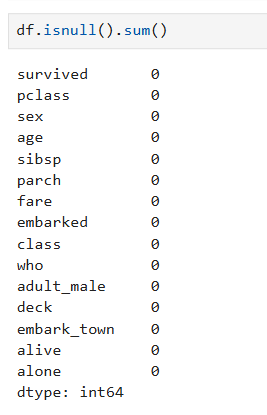 df.isnull().sum()
survived 0
pclass 0
sex 0
age 0
sibsp 0
parch 0
fare 0
embarked 0
class 0
who 0
adult_male 0
deck 0
embark_town 0
alive 0
alone 0
dtype: int64